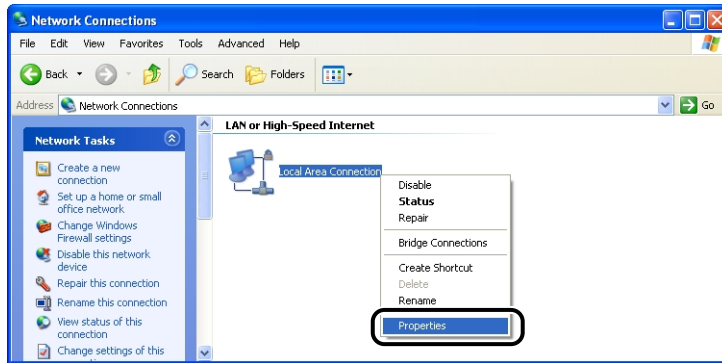 Network Connections
File Edit View Favorites Tools Advanced Help
Back Search Folders
Address Network Connections Go
Network Tasks
Create a new
connection
Set up a home or small
office network
Change Windows
Firewall settings
Disable this network
device
Repair this connection
Rename this connection
View status of this
connection
Change settings of this
LAN or High-Speed Internet
Local Area Connection
Disable
Status
Repair
Bridge Connections
Create Shortcut
Delete
Rename
Properties